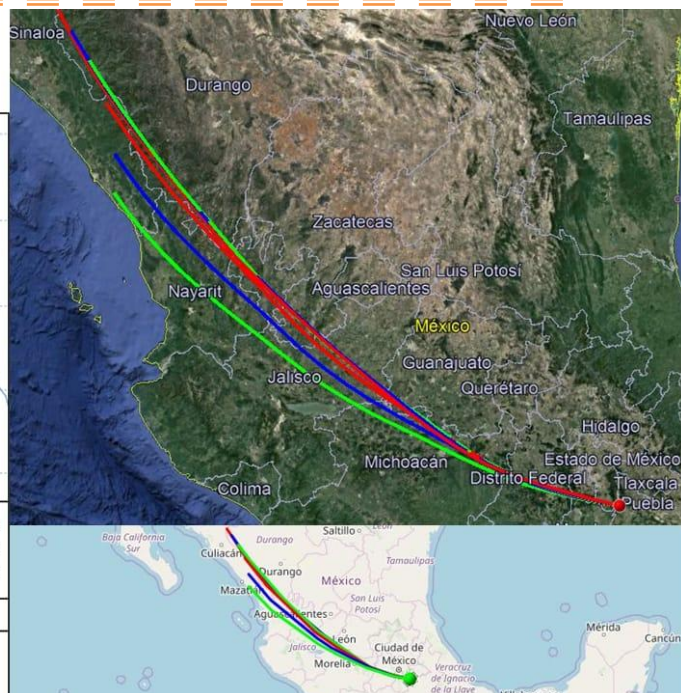 Nuevo León
Sinaloa
Durango
Tamaulipas
Zacatecas
San Luis Potosí
Nayarit
Aguascalientes
México
Guanajuato
Jalisco
Querétaro
Hidalgo
Michoacán
Estado de México
Distrito Federal
Tlaxcala
Colima
Puebla
Saltillo
Baja California
Sur
Durango
Culiacán
Durango
Tamaulipas
México
Mazatlán
San Luis
Potosí
Aguascalientes
León
Jalisco
Ciudad de
México
Morelia
Veracruz
de Ignacio
de la Llave
Mérida
Cancún